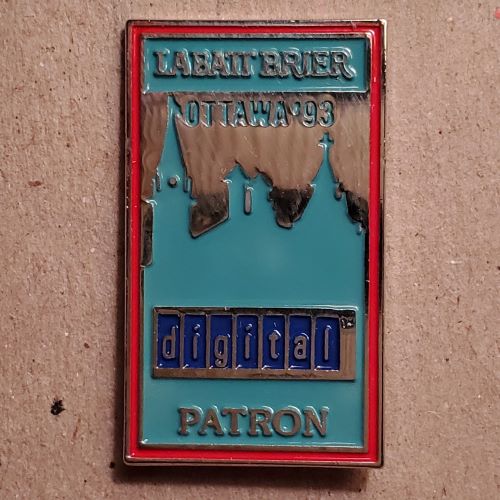 LABATT BRIER
OTTAWA '93
digital
PATRON